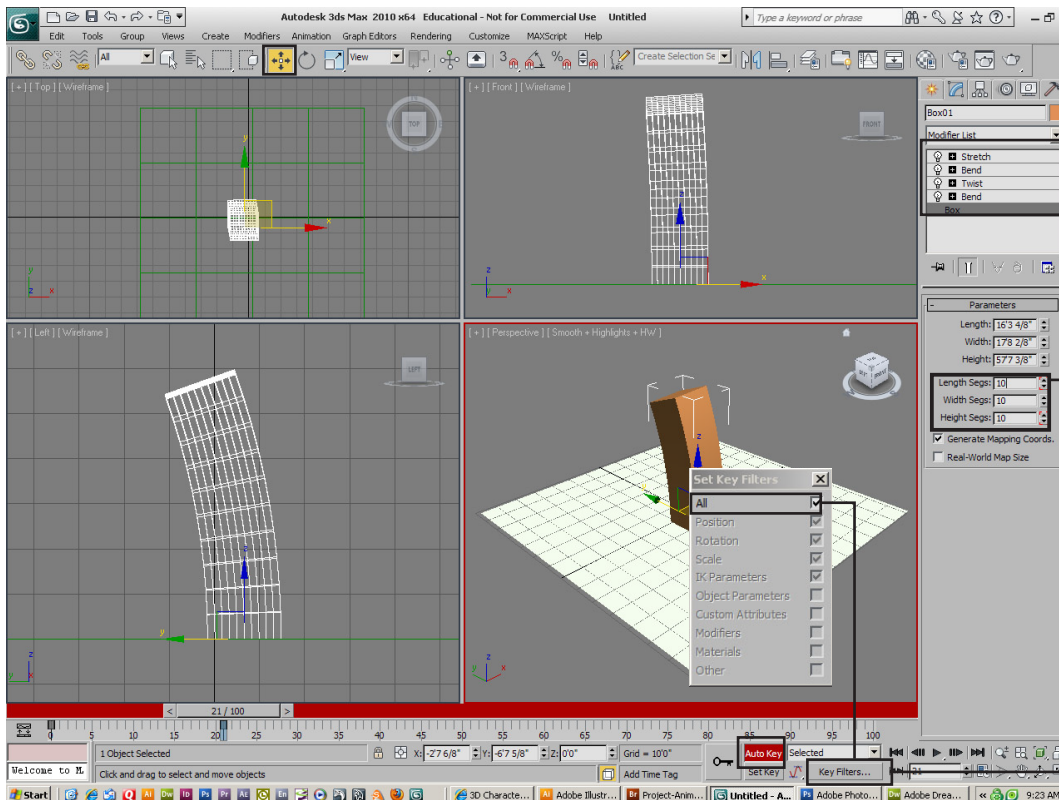 Autodesk 3ds Max 2010 x64 Educational - Not for Commercial Use Untitled
Type a keyword or phrase
Edit Tools Group Views Create Modifiers Animation Graph Editors Rendering Customize MAXScript Help
All
View
3
Create Selection Se
[ + ] [ Top ] [ Wireframe ]
TOP
y
x
y
z x
[ + ] [ Front ] [ Wireframe ]
FRONT
z
x
z
x
[ + ] [ Left ] [ Wireframe ]
LEFT
z
y
z
y
[ + ] [ Perspective ] [ Smooth + Highlights + HW ]
z
z
x
Set Key Filters
All
Position
Rotation
Scale
IK Parameters
Object Parameters
Custom Attributes
Modifiers
Materials
Other
Box01
Modifier List
Stretch
Bend
Twist
Bend
Box
- Parameters
Length: 16'3 4/8"
Width: 17'8 2/8"
Height: 57'7 3/8"
Length Segs: 10
Width Segs: 10
Height Segs: 10
Generate Mapping Coords.
Real-World Map Size
< 21 / 100 >
0 5 10 15 20 25 30 35 40 45 50 55 60 65 70 75 80 85 90 95 100
1 Object Selected
X: -27'6 6/8" Y: -67'5 5/8" Z: 0'0" Grid = 10'0"
Auto Key Selected
Welcome to M.
Click and drag to select and move objects
Add Time Tag
Set Key Key Filters... 21
Start
3D Characte... Adobe Illustr... Project-Anim... Untitled - A... Adobe Photo... Adobe Drea... 9:23 AM